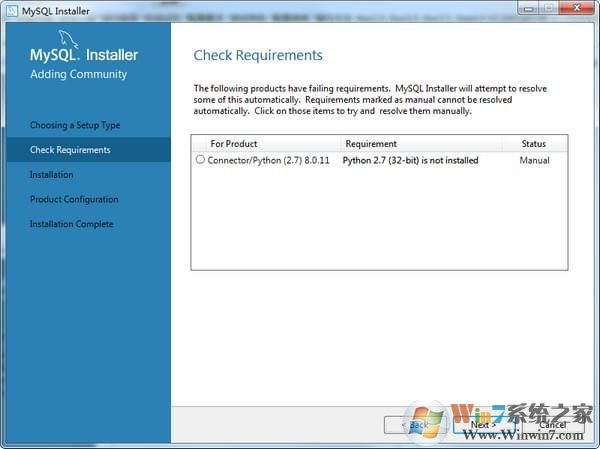 MySQL Installer
MySQL. Installer
Adding Community
Choosing a Setup Type
Check Requirements
Installation
Product Configuration
Installation Complete
Check Requirements
The following products have failing requirements. MySQL Installer will attempt to resolve
some of this automatically. Requirements marked as manual cannot be resolved
automatically. Click on those items to try and resolve them manually.
For Product Requirement Status
Connector/Python (2.7) 8.0.11 Python 2.7 (32-bit) is not installed Manual
< Back Next > Cancel
Win7系统之家
Www.Winwin7.com